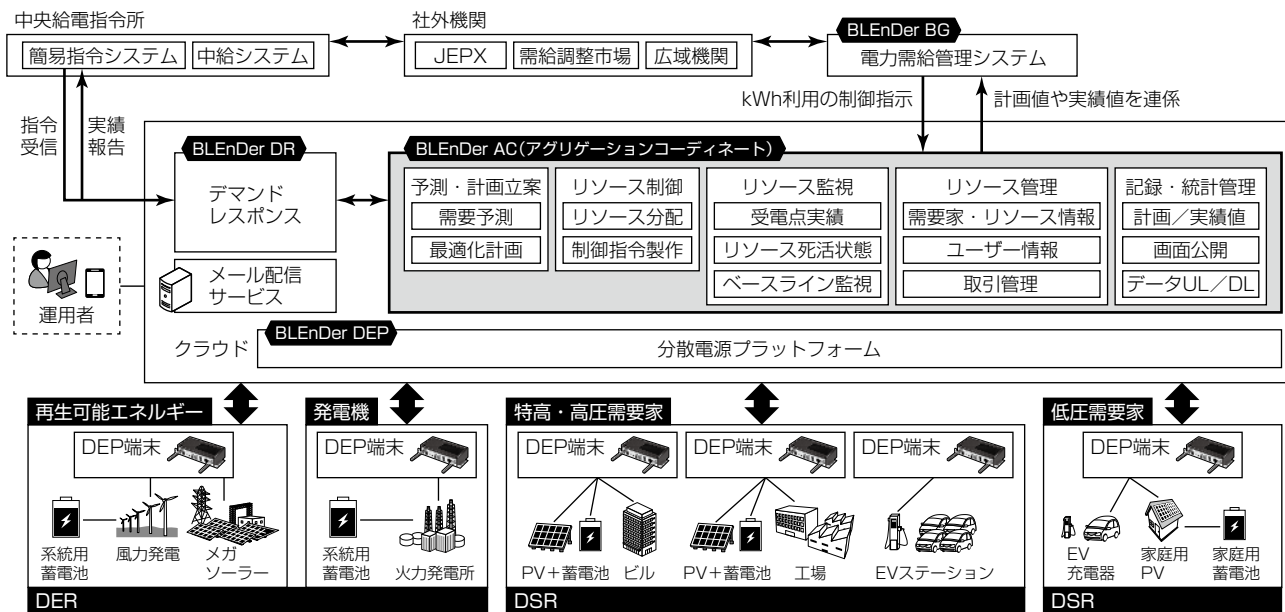 中央給電指令所
簡易指令システム
中給システム
社外機関
JEPX
需給調整市場
広域機関
BLEnDer BG
電力需給管理システム
kWh利用の制御指示
計画値や実績値を連係
指令
受信
実績
報告
BLEnDer DR
デマンド
レスポンス
メール配信
サービス
運用者
BLEnDer AC(アグリゲーションコーディネート)
予測・計画立案
需要予測
最適化計画
リソース制御
リソース分配
制御指令製作
リソース監視
受電点実績
リソース死活状態
ベースライン監視
リソース管理
需要家・リソース情報
ユーザー情報
取引管理
記録・統計管理
計画／実績値
画面公開
データUL／DL
クラウド
BLEnDer DEP
分散電源プラットフォーム
再生可能エネルギー
DEP端末
系統用
蓄電池
風力発電
メガ
ソーラー
発電機
DEP端末
系統用
蓄電池
火力発電所
DER
特高・高圧需要家
DEP端末
PV＋蓄電池
ビル
DEP端末
PV＋蓄電池
工場
DEP端末
EVステーション
DSR
低圧需要家
DEP端末
EV
充電器
家庭用
PV
家庭用
蓄電池
DSR